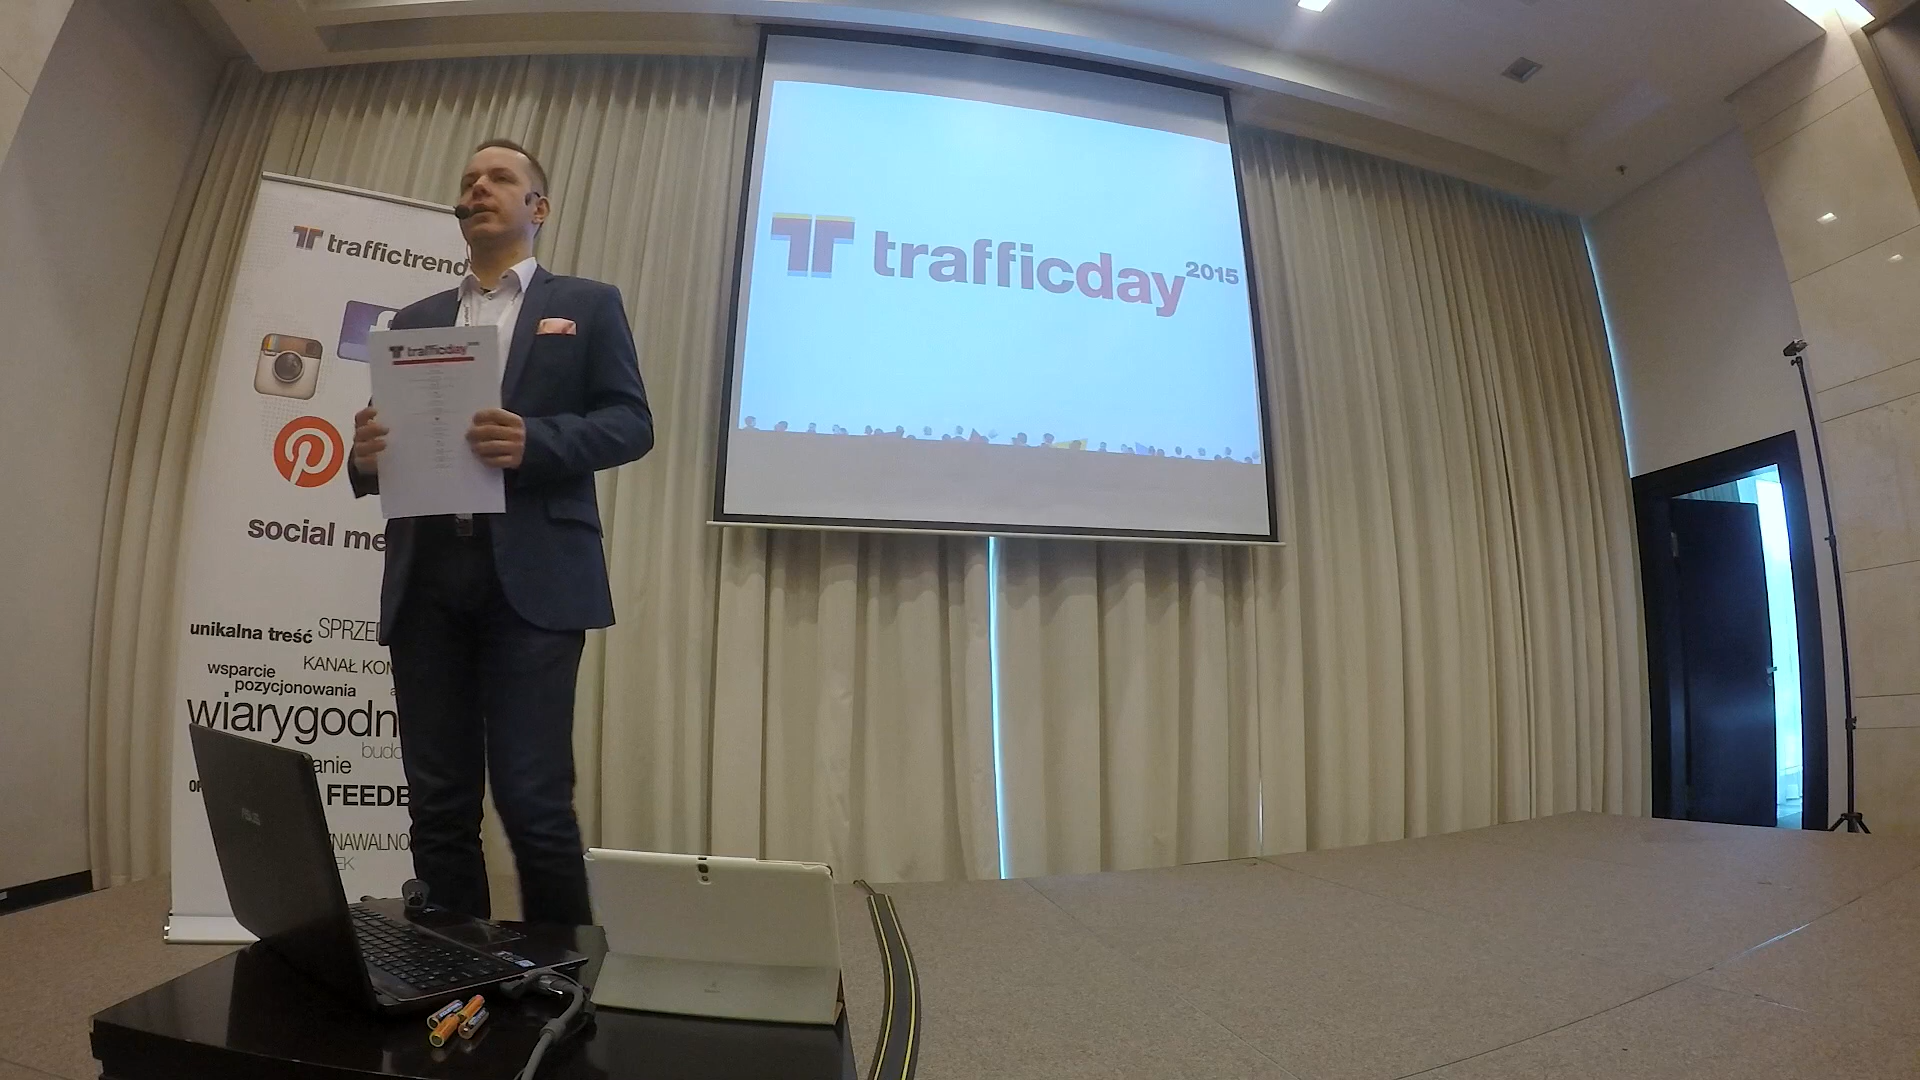 traffictrend
social me
unikalna treść SPRZED
wsparcie KANAŁ KOM
pozycjonowania
wiarygodn
budo
anie
FEEDB
NAWALNO
EK
trafficday
trafficday 2015
ASUS